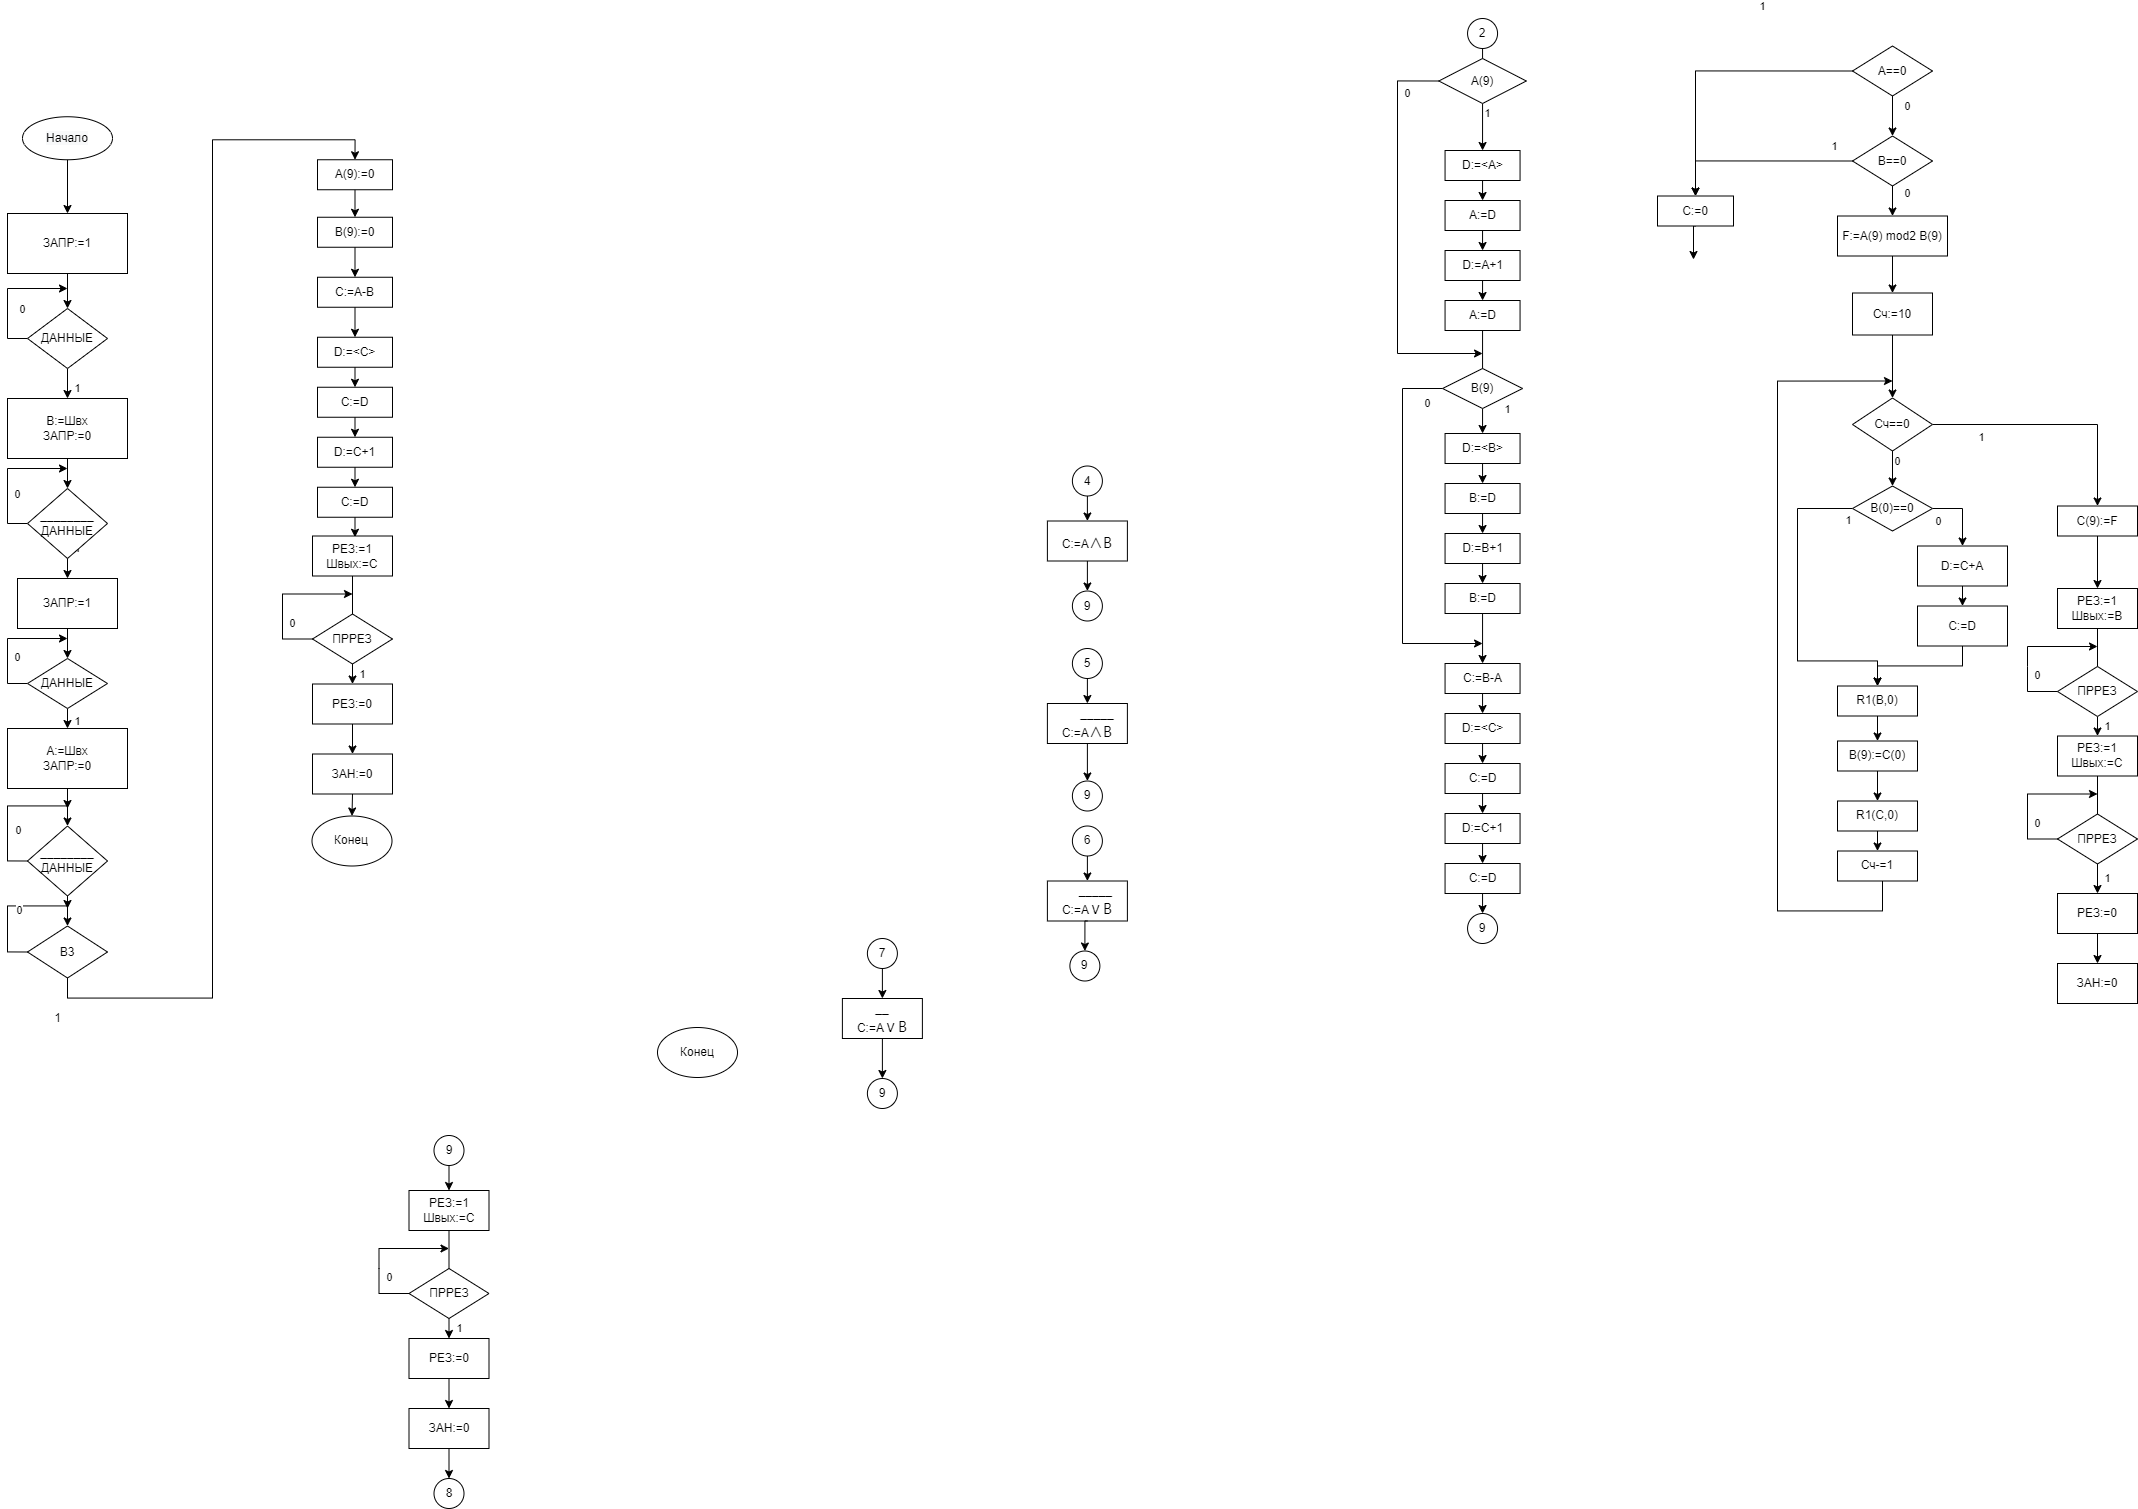 Начало
ЗАПР:=1
0
ДАННЫЕ
1
В:=Швх
ЗАПР:=0
0
ДАННЫЕ
ЗАПР:=1
0
ДАННЫЕ
1
А:=Швх
ЗАПР:=0
0
ДАННЫЕ
0
ВЗ
1
A(9):=0
B(9):=0
C:=A-B
D:=<C>
C:=D
D:=C+1
C:=D
РЕЗ:=1
Швых:=С
0
ПРРЕЗ
1
РЕЗ:=0
ЗАН:=0
Конец
9
РЕЗ:=1
Швых:=С
0
ПРРЕЗ
1
РЕЗ:=0
ЗАН:=0
8
Конец
7
C:=A V B
9
4
C:=A⋀B
9
5
C:=A⋀B
9
6
C:=A V B
9
2
A(9)
0
1
D:=<A>
A:=D
D:=A+1
A:=D
B(9)
0
1
D:=<B>
B:=D
D:=B+1
B:=D
C:=B-A
D:=<C>
C:=D
D:=C+1
C:=D
9
1
A==0
0
1
B==0
0
C:=0
F:=A(9) mod2 B(9)
Сч:=10
Сч==0
1
0
B(0)==0
1
0
D:=C+A
C:=D
R1(B,0)
B(9):=C(0)
R1(C,0)
Сч-=1
C(9):=F
РЕЗ:=1
Швых:=В
0
ПРРЕЗ
1
РЕЗ:=1
Швых:=С
0
ПРРЕЗ
1
РЕЗ:=0
ЗАН:=0